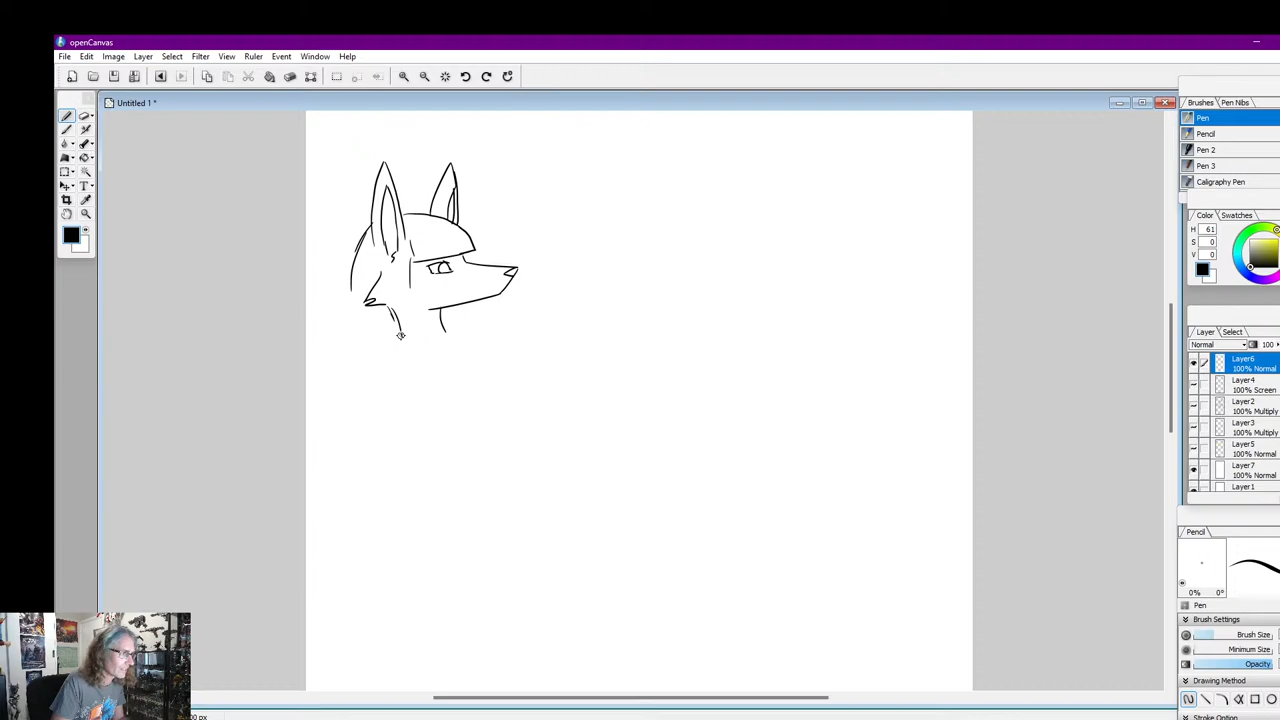 openCanvas
File Edit Image Layer Select Filter View Ruler Event Window Help
Untitled 1 *
Brushes Pen Nibs
Pen
Pencil
Pen 2
Pen 3
Caligraphy Pen
Color Swatches
H 61
S 0
V 0
Layer Select
Normal 100
Layer6
100% Normal
Layer4
100% Screen
Layer2
100% Multiply
Layer3
100% Multiply
Layer5
100% Normal
Layer7
100% Normal
Layer1
Pencil
0% 0°
Pen
Brush Settings
Brush Size
Minimum Size
Opacity
Drawing Method
Stroke Option
px